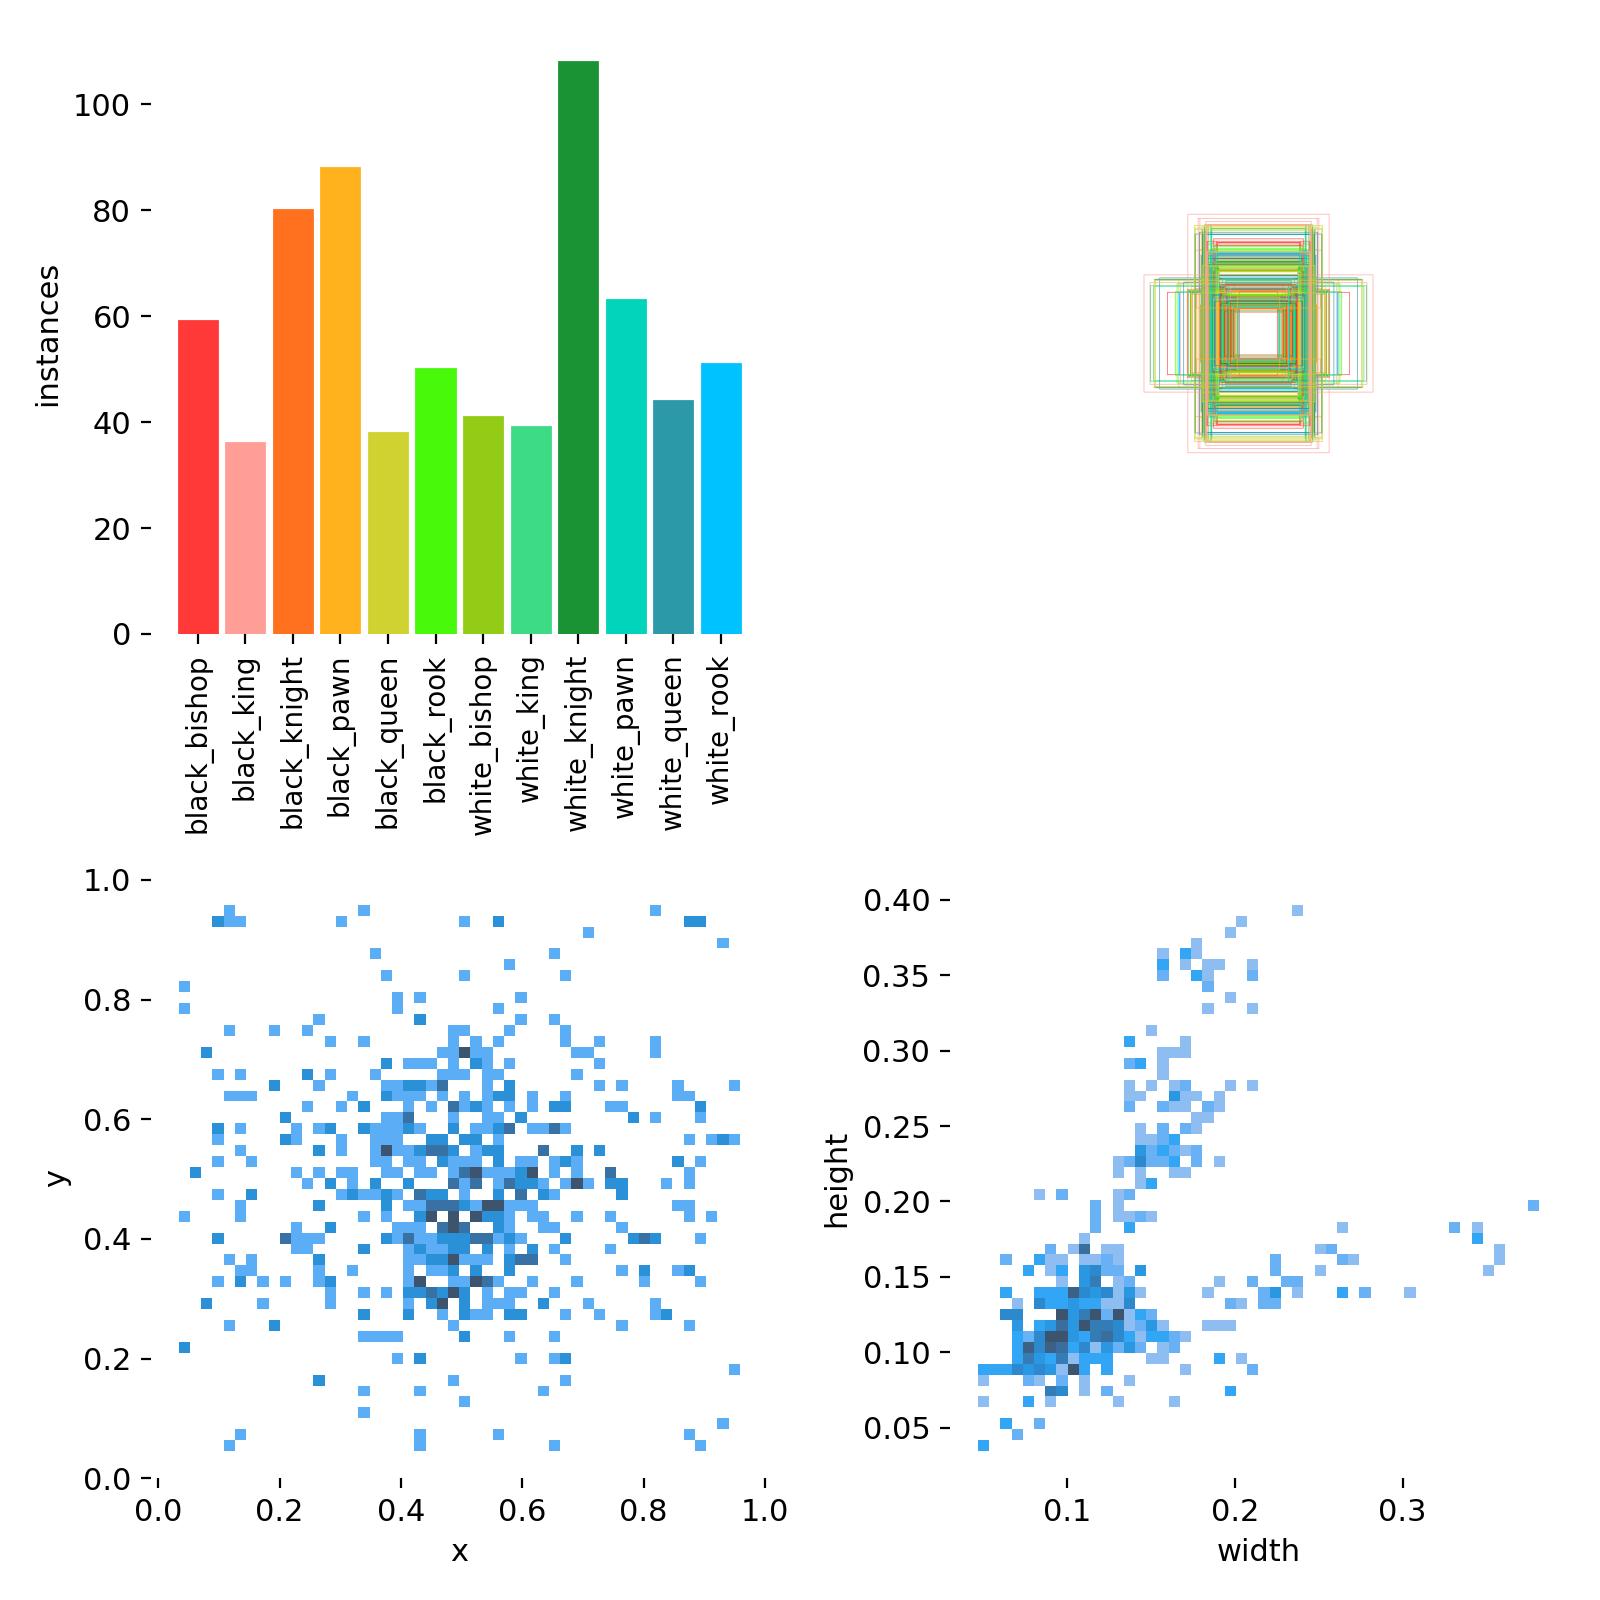 100
80
60
40
20
0
instances
black_bishop
black_king
black_knight
black_pawn
black_queen
black_rook
white_bishop
white_king
white_knight
white_pawn
white_queen
white_rook
1.0
0.8
0.6
0.4
0.2
0.0
y
0.0 0.2 0.4 0.6 0.8 1.0
x
0.40
0.35
0.30
0.25
0.20
0.15
0.10
0.05
height
0.1 0.2 0.3
width